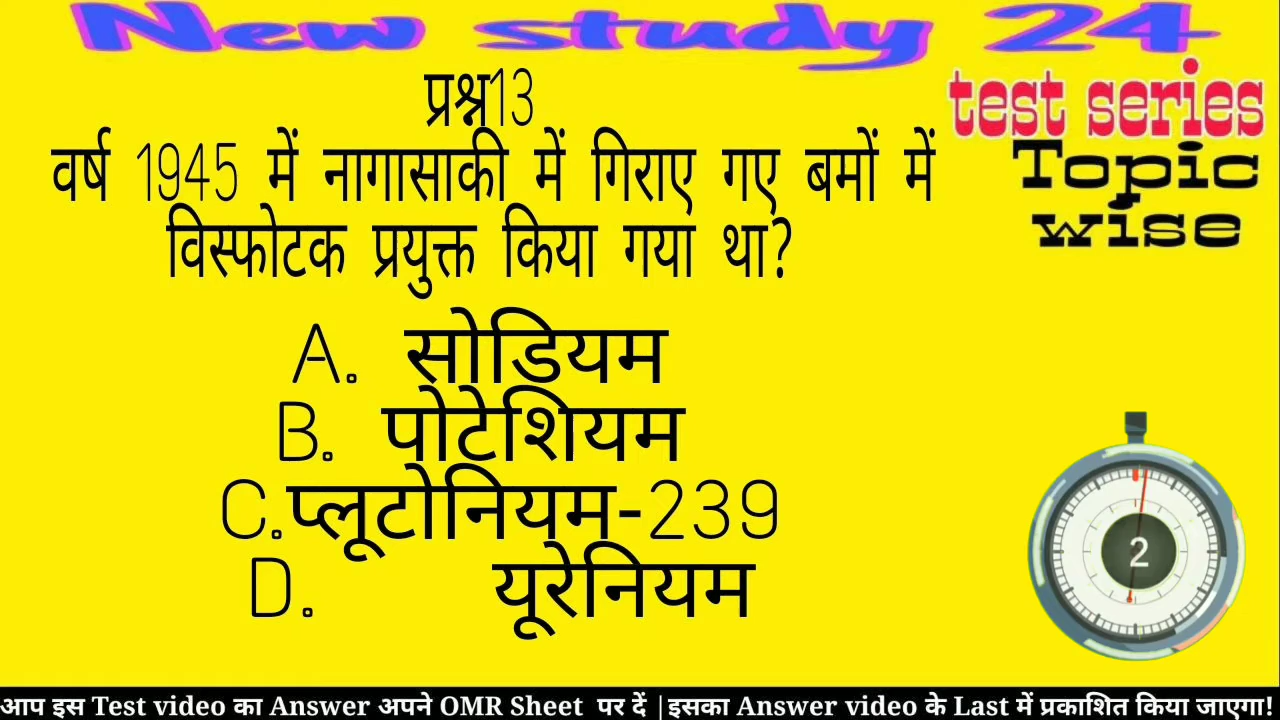 New study 24
test series
Topic
wise
प्रश्न13
वर्ष 1945 में नागासाकी में गिराए गए बमों में
विस्फोटक प्रयुक्त किया गया था?
A. सोडियम
B. पोटेशियम
C.प्लूटोनियम-239
D. यूरेनियम
2
आप इस Test video का Answer अपने OMR Sheet पर दें |इसका Answer video के Last में प्रकाशित किया जाएगा!